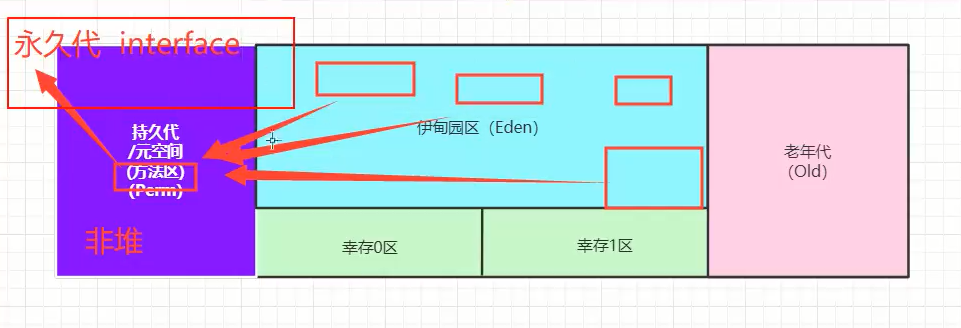 永久代 interface
持久代
/元空间
(方法区)
(Perm)
非堆
伊甸园区（Eden）
幸存0区
幸存1区
老年代
（Old）